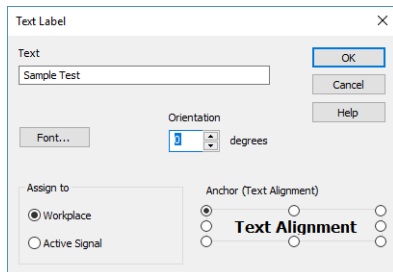 Text Label
Text
OK
Sample Test
Cancel
Orientation
Help
Font...
0 degrees
Assign to
Anchor (Text Alignment)
Workplace
Text Alignment
Active Signal